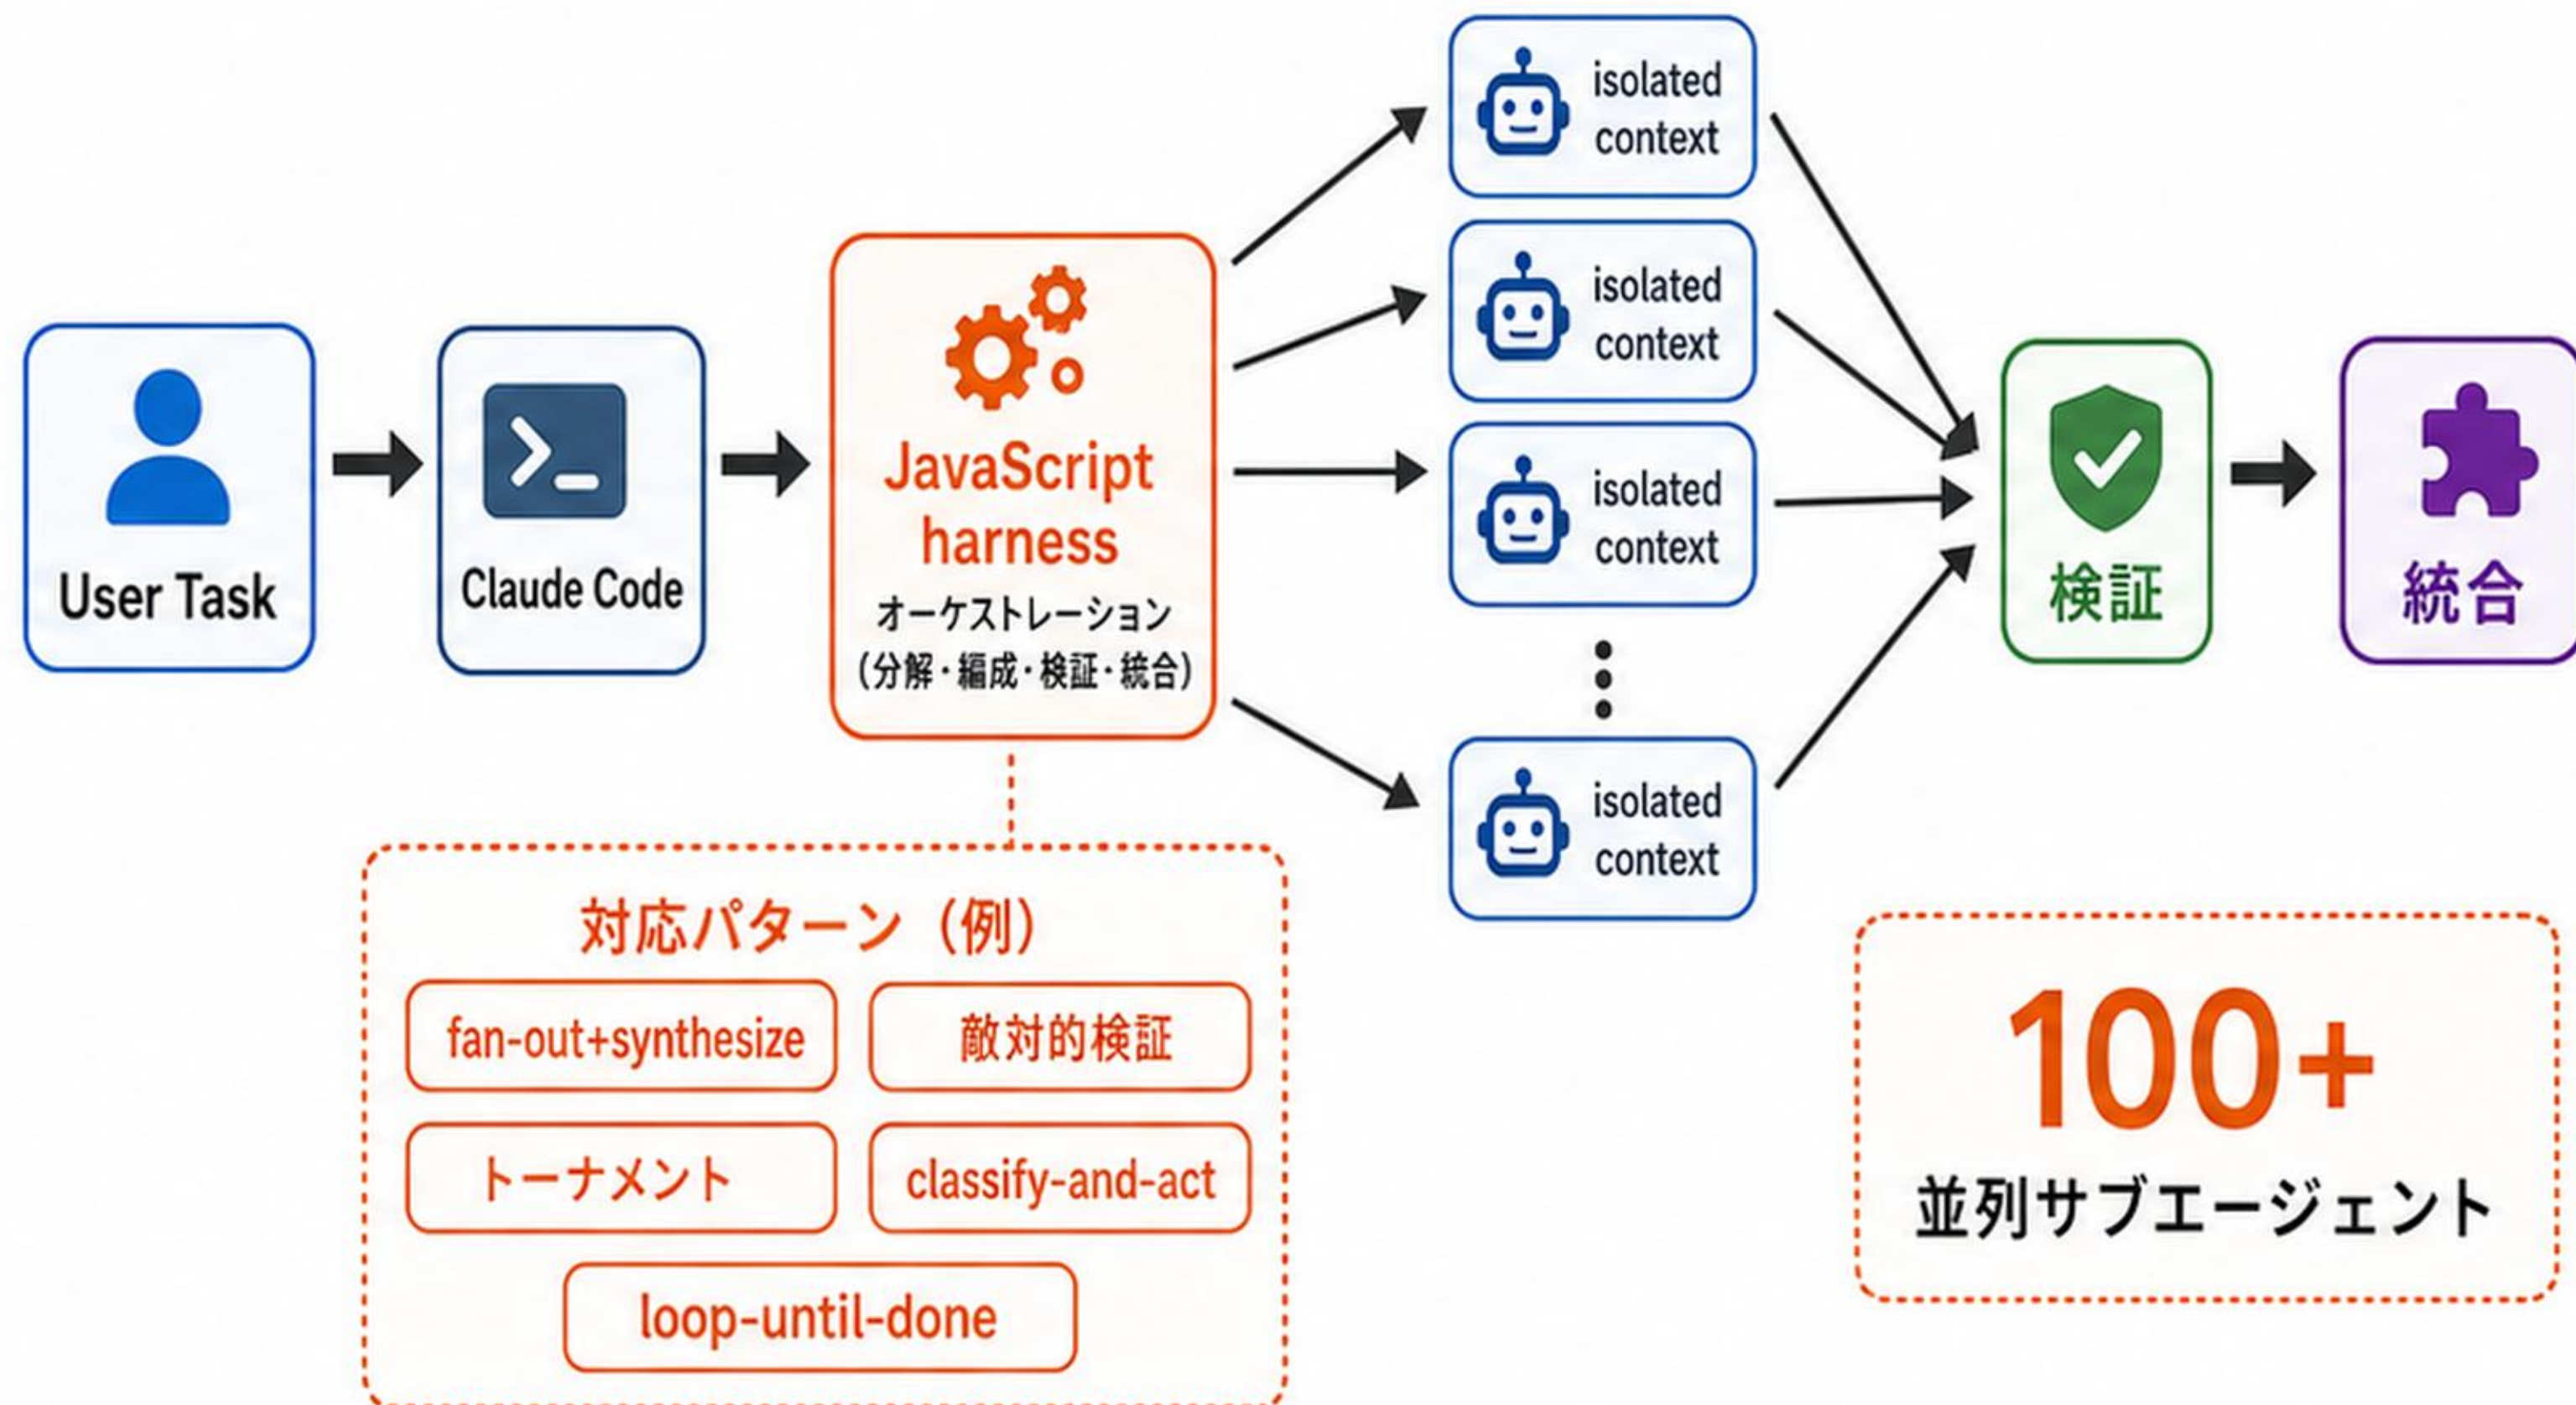 User Task
Claude Code
JavaScript
harness
オーケストレーション
(分解・編成・検証・統合)
isolated
context
isolated
context
isolated
context
isolated
context
検証
統合
対応パターン（例）
fan-out+synthesize
敵対的検証
トーナメント
classify-and-act
loop-until-done
100+
並列サブエージェント